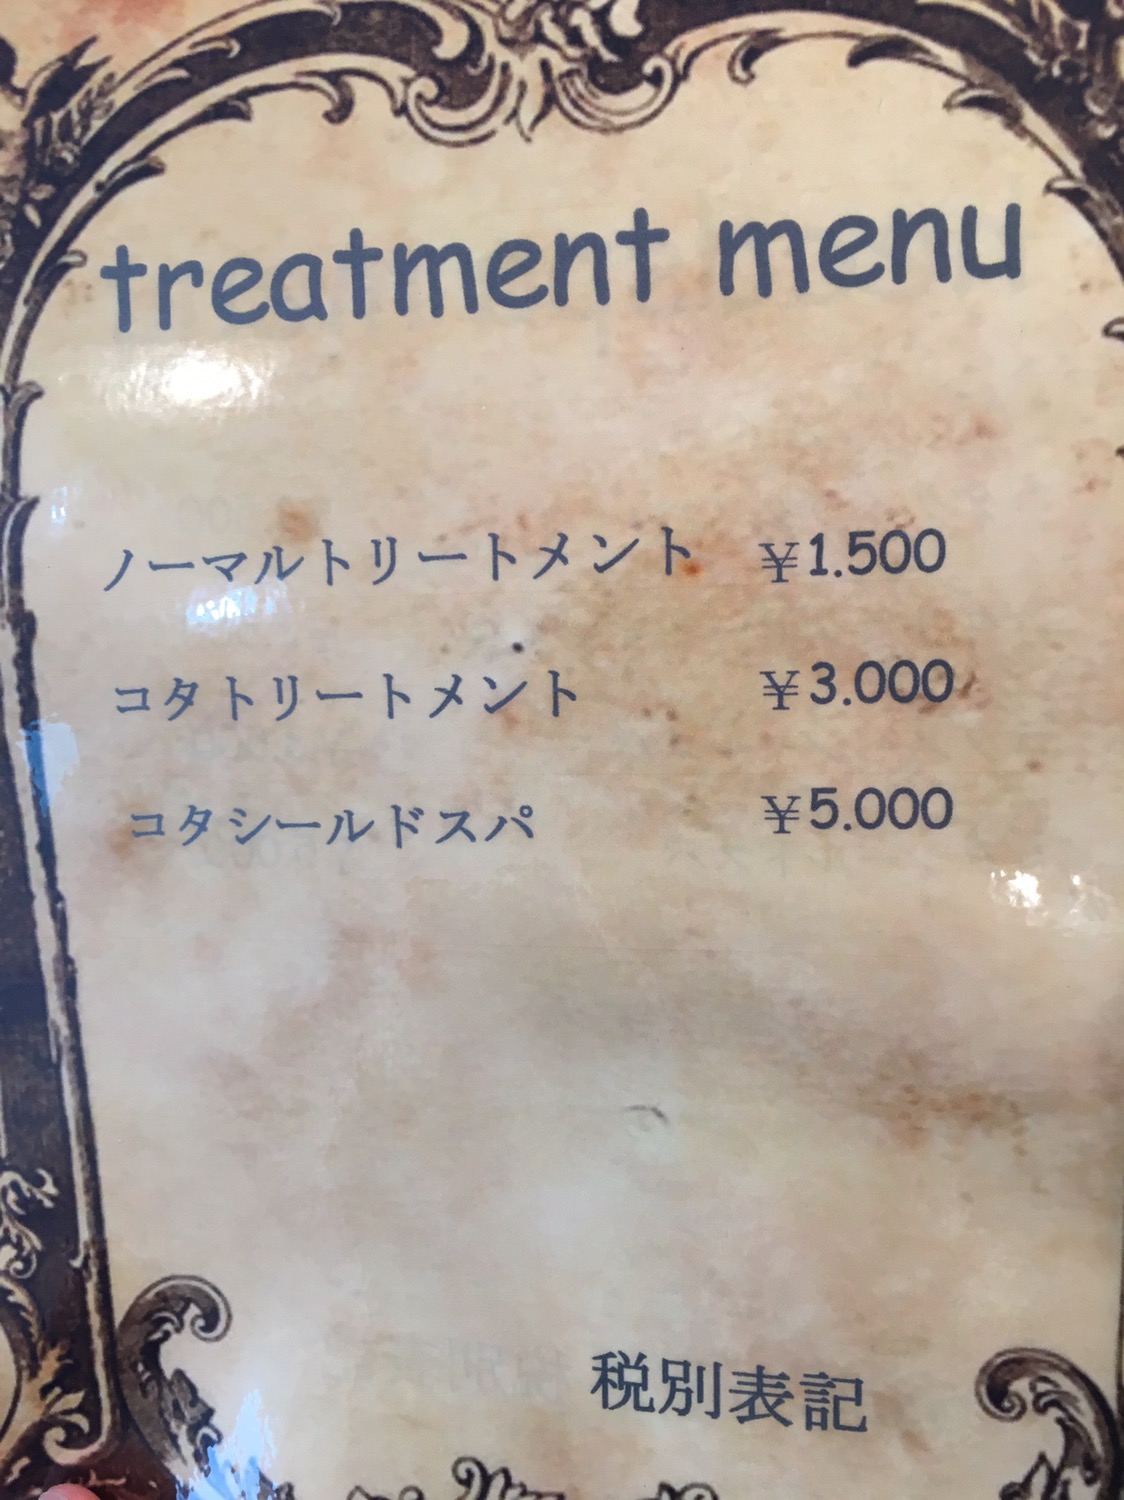 treatment menu
ノーマルトリートメント ¥1.500
コタトリートメント ¥3.000
コタシールドスパ ¥5.000
税別表記